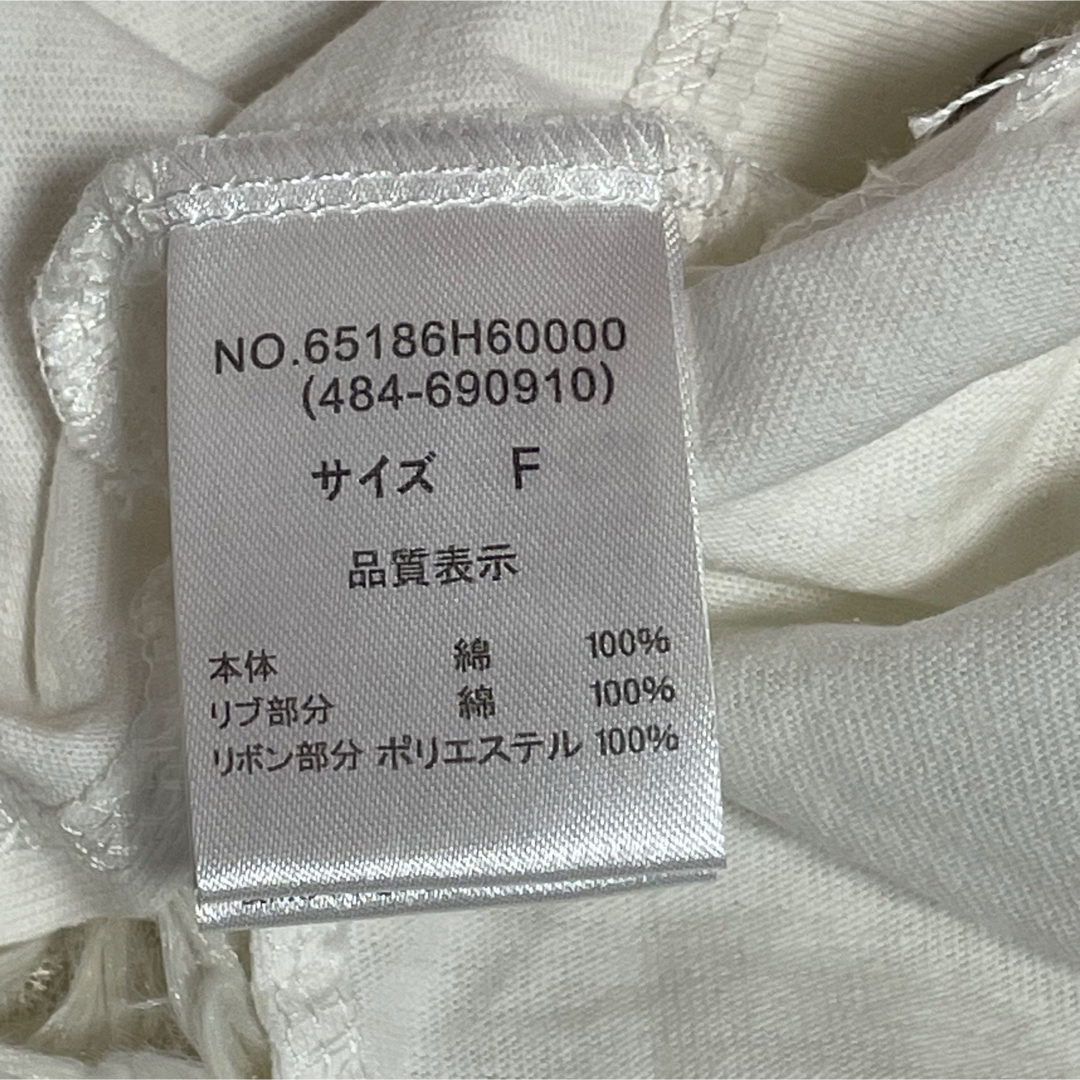 NO.65186H60000
(484-690910)
サイズ F
品質表示
本体 綿 100%
リブ部分 綿 100%
リボン部分 ポリエステル 100%